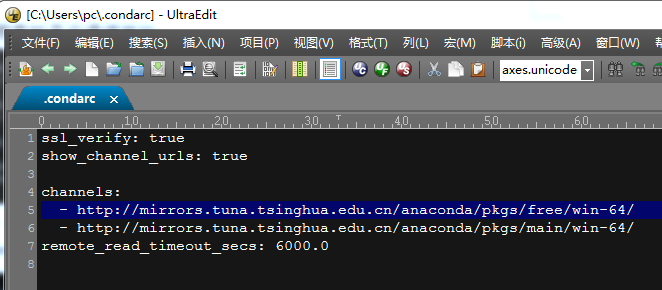 [C:\Users\pc\.condarc] - UltraEdit
文件(F) 编辑(E) 搜索(S) 插入(N) 项目(P) 视图(V) 格式(T) 列(L) 宏(M) 脚本(i) 高级(A) 窗口(W)
axes.unicode
.condarc x
0 10 20 30 40 50 60
1 ssl_verify: true
2 show_channel_urls: true
3
4 channels:
5 - http://mirrors.tuna.tsinghua.edu.cn/anaconda/pkgs/free/win-64/
6 - http://mirrors.tuna.tsinghua.edu.cn/anaconda/pkgs/main/win-64/
7 remote_read_timeout_secs: 6000.0
8